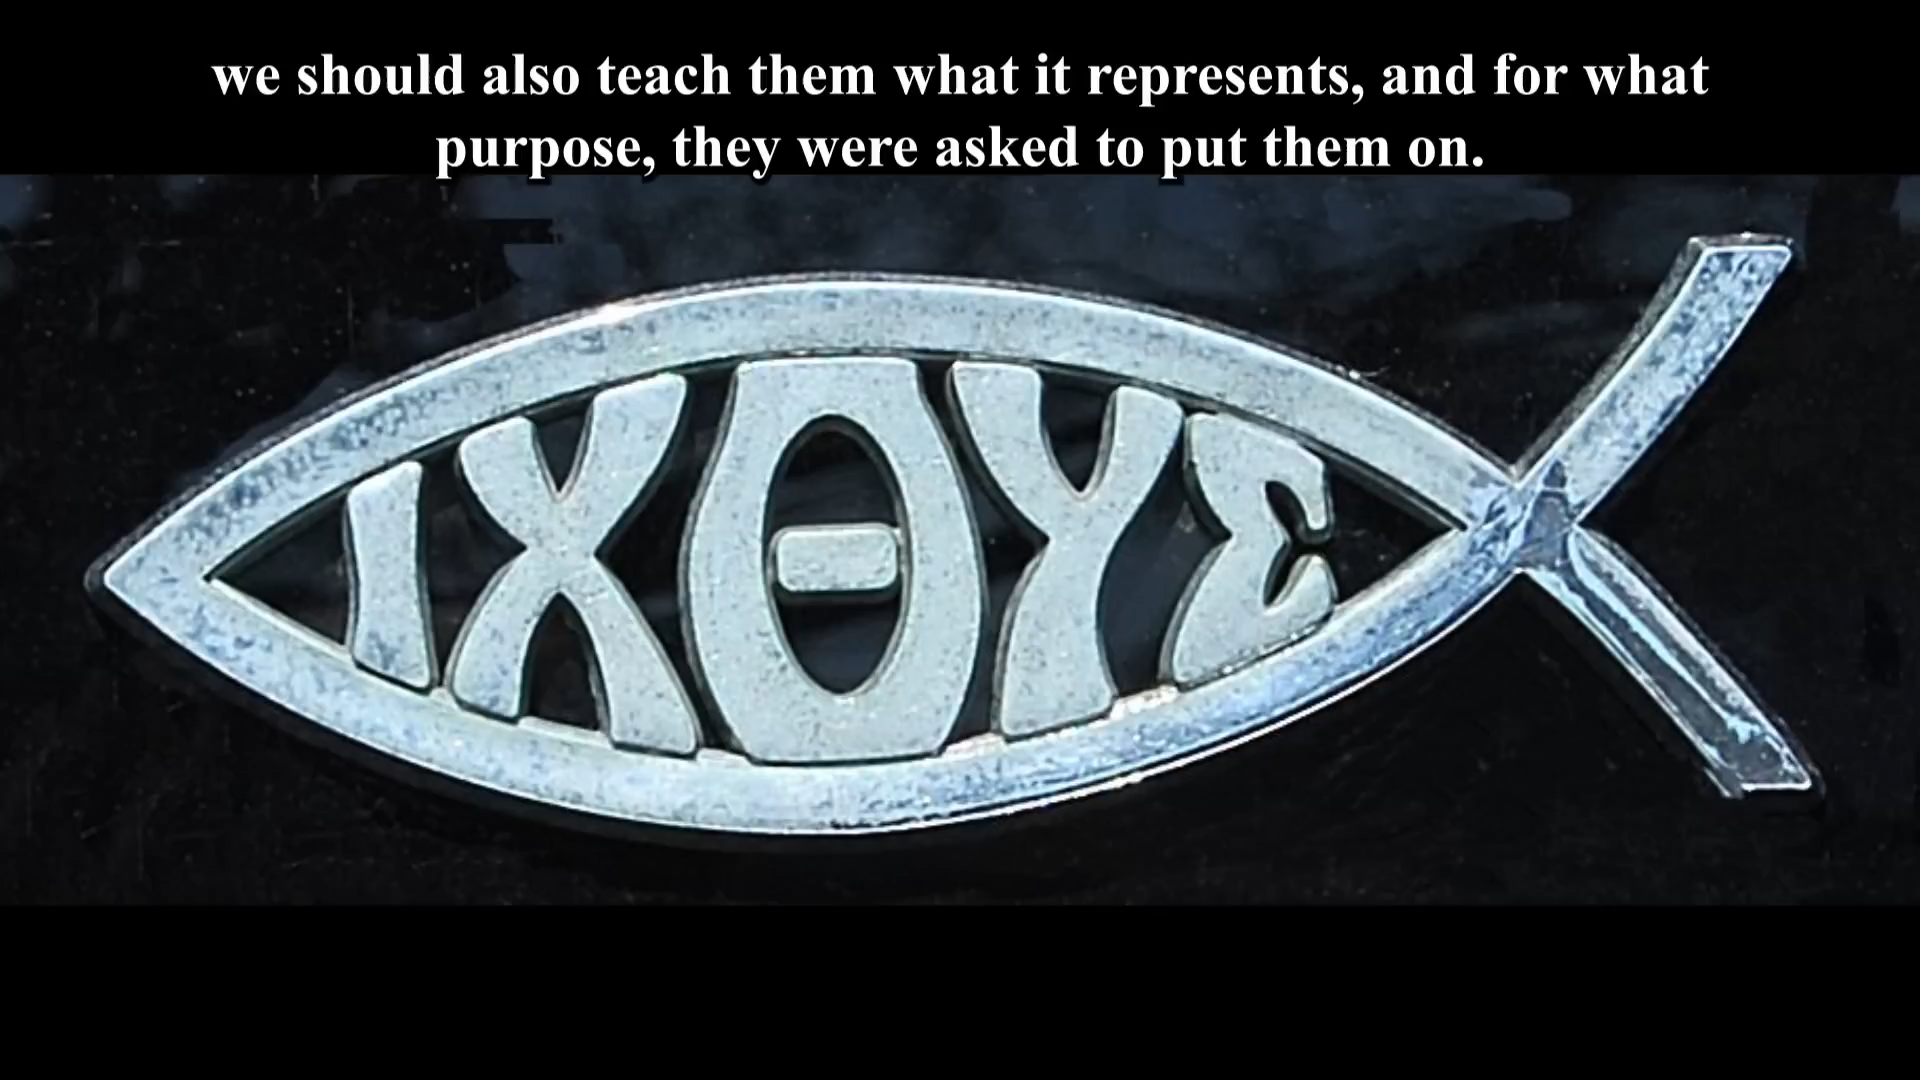 we should also teach them what it represents, and for what
purpose, they were asked to put them on.
ΙΧΘΥΣ